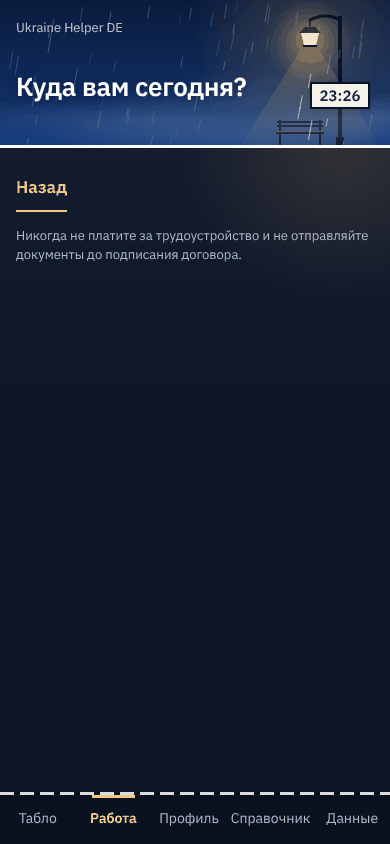 Ukraine Helper DE
Куда вам сегодня?
23:26
Назад
Никогда не платите за трудоустройство и не отправляйте
документы до подписания договора.
Табло Работа Профиль Справочник Данные